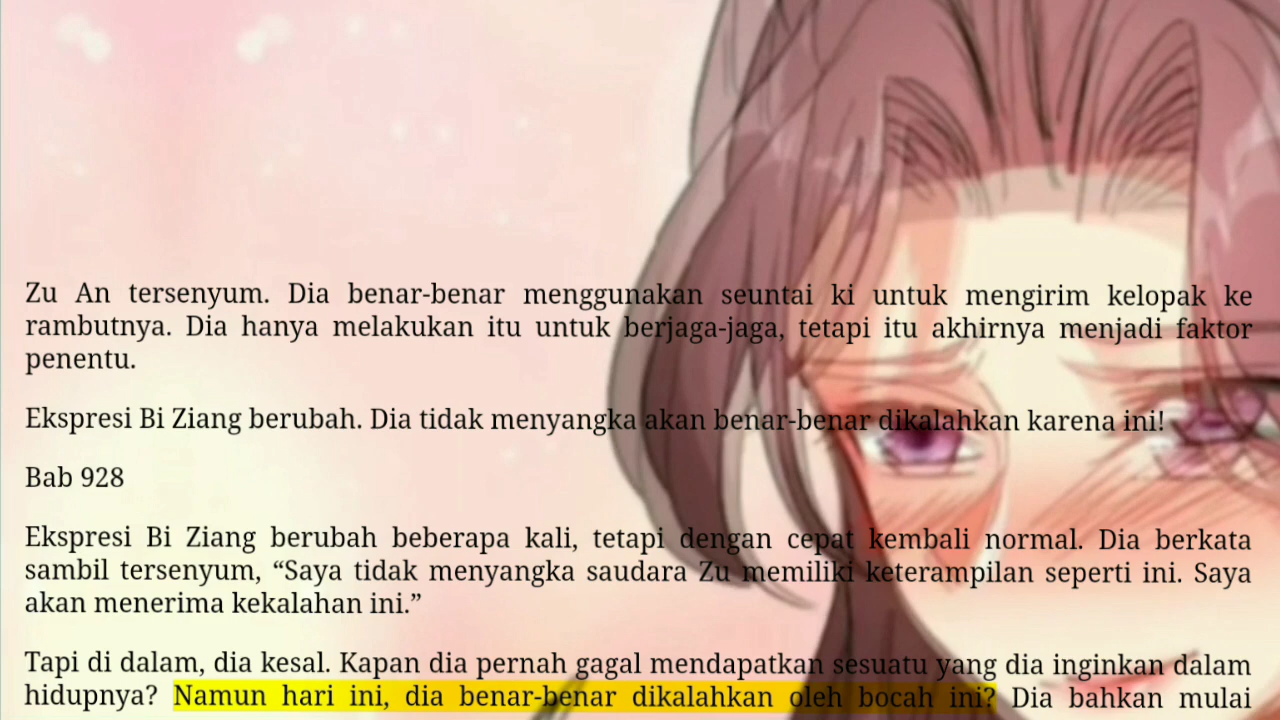 Zu An tersenyum. Dia benar-benar menggunakan seuntai ki untuk mengirim kelopak ke
rambutnya. Dia hanya melakukan itu untuk berjaga-jaga, tetapi itu akhirnya menjadi faktor
penentu.
Ekspresi Bi Ziang berubah. Dia tidak menyangka akan benar-benar dikalahkan karena ini!
Bab 928
Ekspresi Bi Ziang berubah beberapa kali, tetapi dengan cepat kembali normal. Dia berkata
sambil tersenyum, “Saya tidak menyangka saudara Zu memiliki keterampilan seperti ini. Saya
akan menerima kekalahan ini.”
Tapi di dalam, dia kesal. Kapan dia pernah gagal mendapatkan sesuatu yang dia inginkan dalam
hidupnya? Namun hari ini, dia benar-benar dikalahkan oleh bocah ini? Dia bahkan mulai